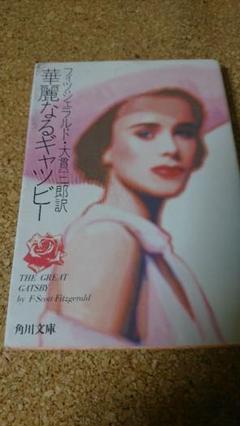 フィツジェラルド・大貫三郎訳
華麗なるギャツビー
THE GREAT
GATSBY
by F·Scott Fitzgerald
角川文庫